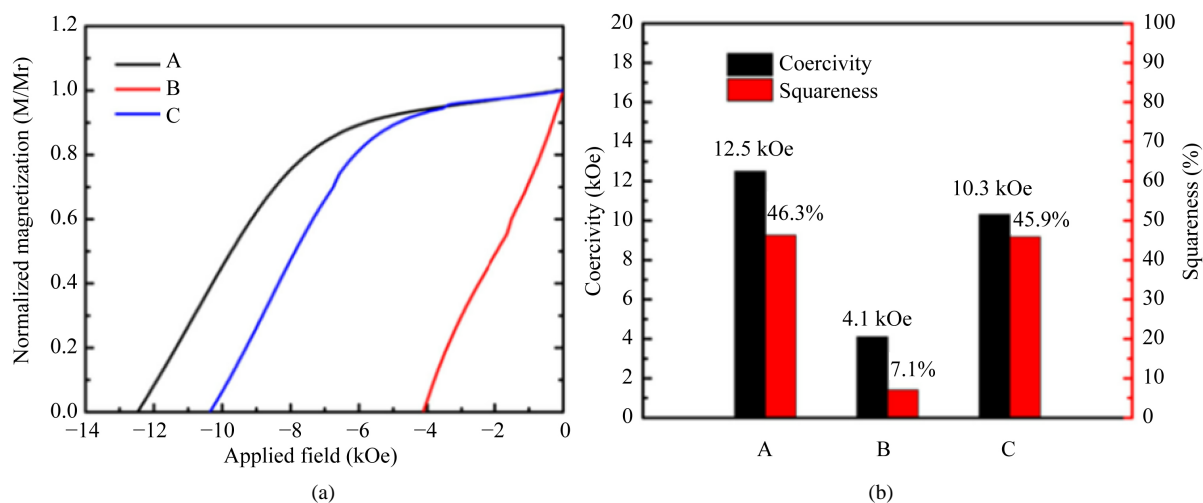 1.2
1.0
0.8
0.6
0.4
0.2
0.0
Normalized magnetization (M/Mr)
A
B
C
−14 −12 −10 −8 −6 −4 −2 0
Applied field (kOe)
(a)
20
18
16
14
12
10
8
6
4
2
0
Coercivity (kOe)
Coercivity
Squareness
12.5 kOe
46.3%
4.1 kOe
7.1%
10.3 kOe
45.9%
A B C
100
90
80
70
60
50
40
30
20
10
0
Squareness (%)
(b)